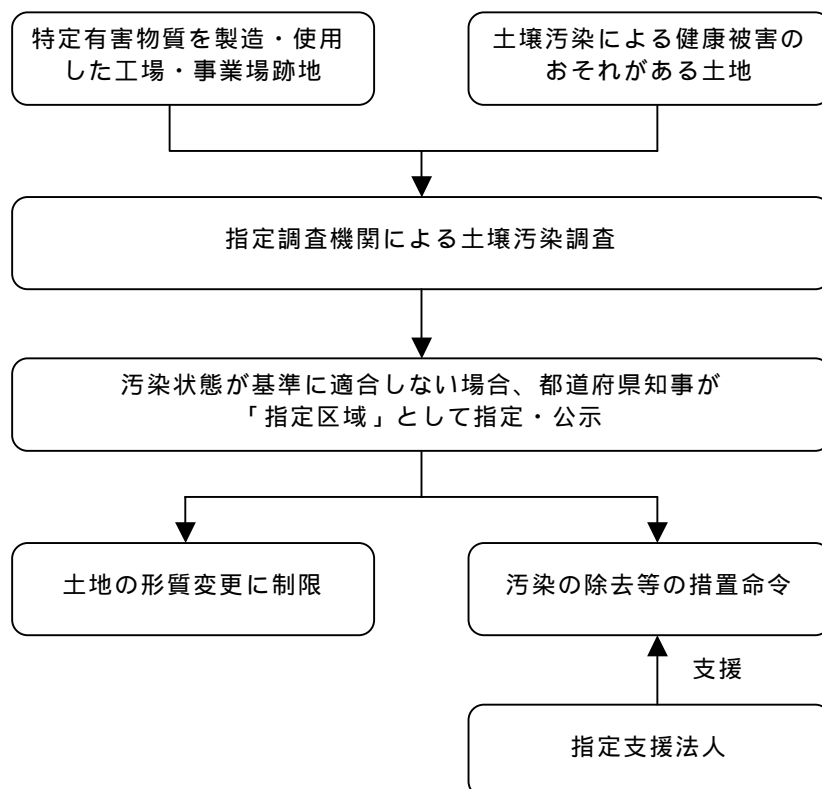 特定有害物質を製造・使用
した工場・事業場跡地
土壌汚染による健康被害の
おそれがある土地
指定調査機関による土壌汚染調査
汚染状態が基準に適合しない場合、都道府県知事が
「指定区域」として指定・公示
土地の形質変更に制限
汚染の除去等の措置命令
支援
指定支援法人